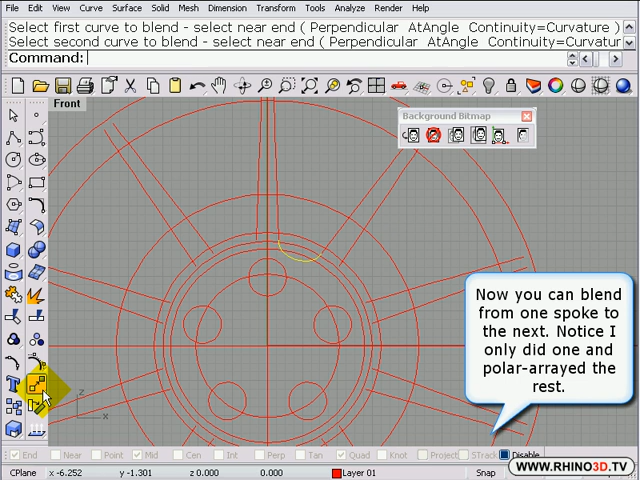 File Edit View Curve Surface Solid Mesh Dimension Transform Tools Analyze Render Help
Select first curve to blend - select near end ( Perpendicular AtAngle Continuity=Curvature )
Select second curve to blend - select near end ( Perpendicular AtAngle Continuity=Curvatur
Command:
Front
Background Bitmap
Now you can blend
from one spoke to
the next. Notice I
only did one and
polar-arrayed the
rest.
z
x
End Near Point Mid Cen Int Perp Tan Quad Knot Project STrack Disable
CPlane x -6.252 y -1.301 z 0.000 0.000 Layer 01 Snap
WWW.RHINO3D.TV